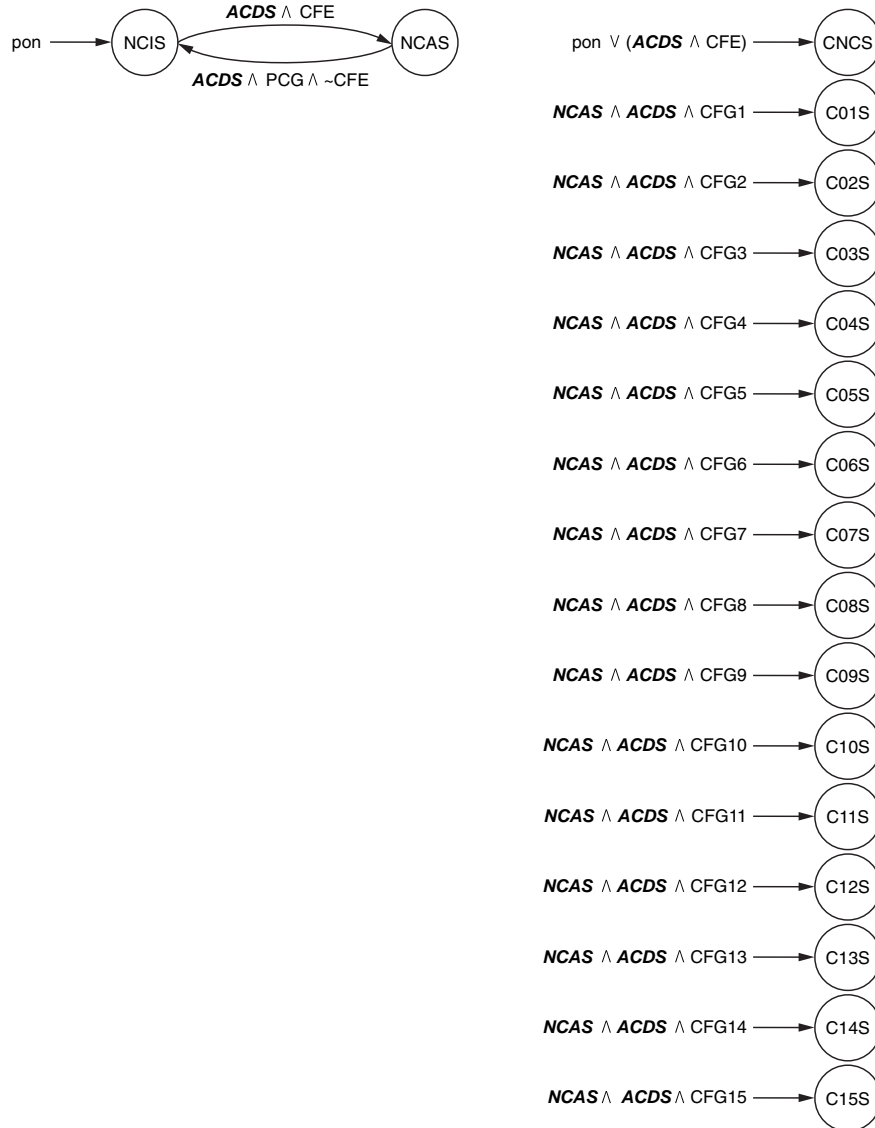 ACDS ∧ CFE
pon NCIS NCAS
ACDS ∧ PCG ∧ ~CFE
pon ∨ (ACDS ∧ CFE) CNCS
NCAS ∧ ACDS ∧ CFG1 C01S
NCAS ∧ ACDS ∧ CFG2 C02S
NCAS ∧ ACDS ∧ CFG3 C03S
NCAS ∧ ACDS ∧ CFG4 C04S
NCAS ∧ ACDS ∧ CFG5 C05S
NCAS ∧ ACDS ∧ CFG6 C06S
NCAS ∧ ACDS ∧ CFG7 C07S
NCAS ∧ ACDS ∧ CFG8 C08S
NCAS ∧ ACDS ∧ CFG9 C09S
NCAS ∧ ACDS ∧ CFG10 C10S
NCAS ∧ ACDS ∧ CFG11 C11S
NCAS ∧ ACDS ∧ CFG12 C12S
NCAS ∧ ACDS ∧ CFG13 C13S
NCAS ∧ ACDS ∧ CFG14 C14S
NCAS ∧ ACDS ∧ CFG15 C15S